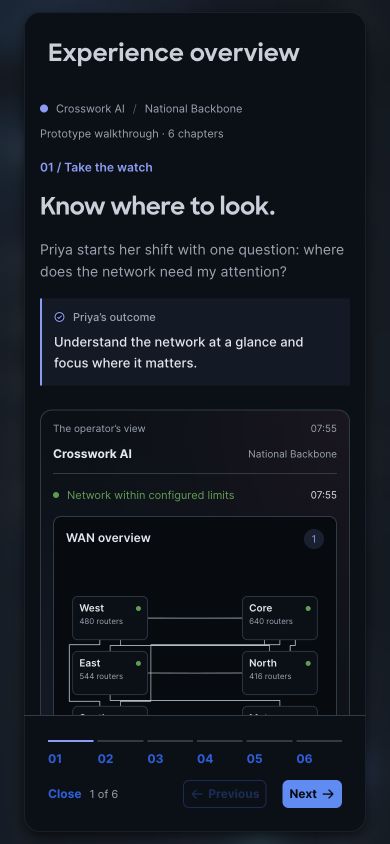 Experience overview
Crosswork AI / National Backbone
Prototype walkthrough · 6 chapters
01 / Take the watch
Know where to look.
Priya starts her shift with one question: where
does the network need my attention?
Priya's outcome
Understand the network at a glance and
focus where it matters.
The operator's view 07:55
Crosswork AI National Backbone
Network within configured limits 07:55
WAN overview 1
West Core
480 routers 640 routers
East North
544 routers 416 routers
01 02 03 04 05 06
Close 1 of 6 ← Previous Next →